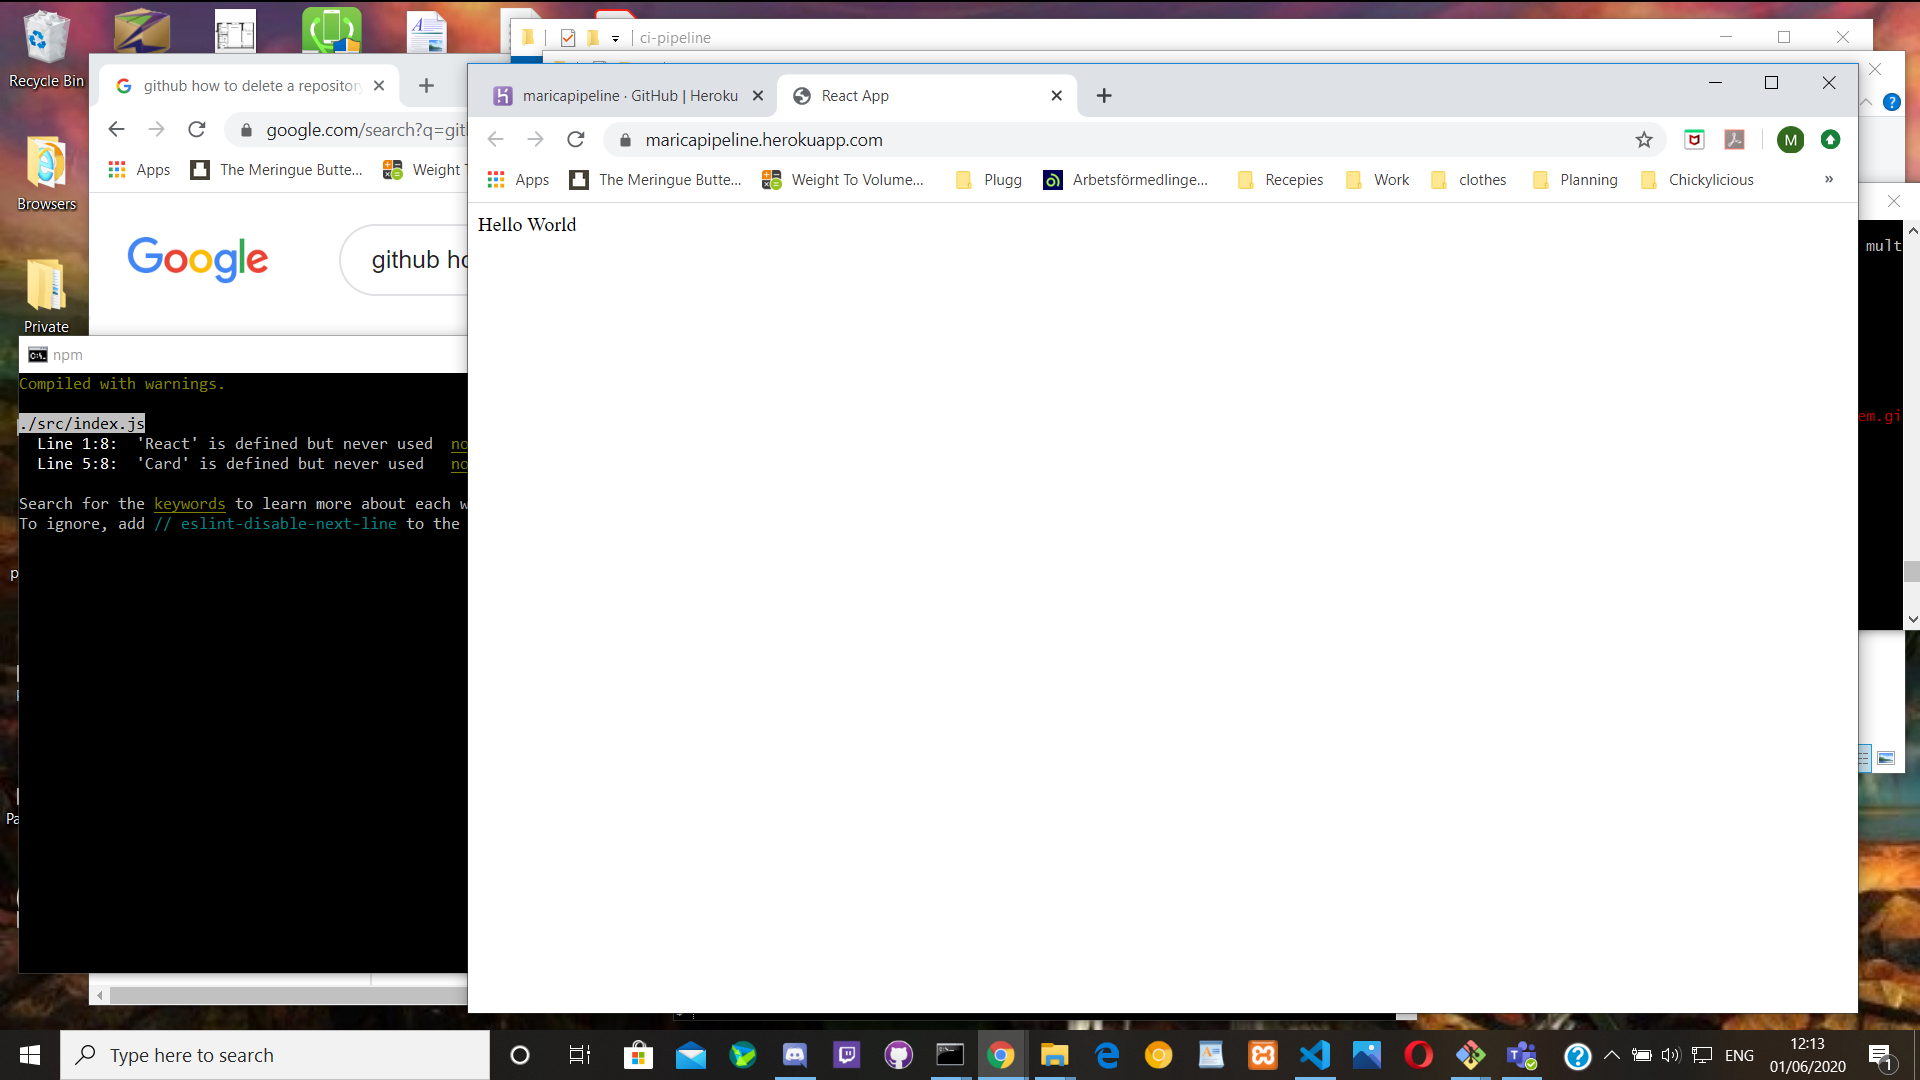 Recycle Bin
Browsers
Private
ci-pipeline
github how to delete a repository
google.com/search?q=git
Apps
The Meringue Butte...
Weight T
Google
github ho
maricapipeline · GitHub | Heroku
React App
maricapipeline.herokuapp.com
M
Apps
The Meringue Butte...
Weight To Volume...
Plugg
Arbetsförmedlinge...
Recepies
Work
clothes
Planning
Chickylicious
»
Hello World
npm
Compiled with warnings.
./src/index.js
Line 1:8: 'React' is defined but never used no
Line 5:8: 'Card' is defined but never used no
Search for the keywords to learn more about each w
To ignore, add // eslint-disable-next-line to the
mult
em.gi
p
Pa
Type here to search
ENG
12:13
01/06/2020
1